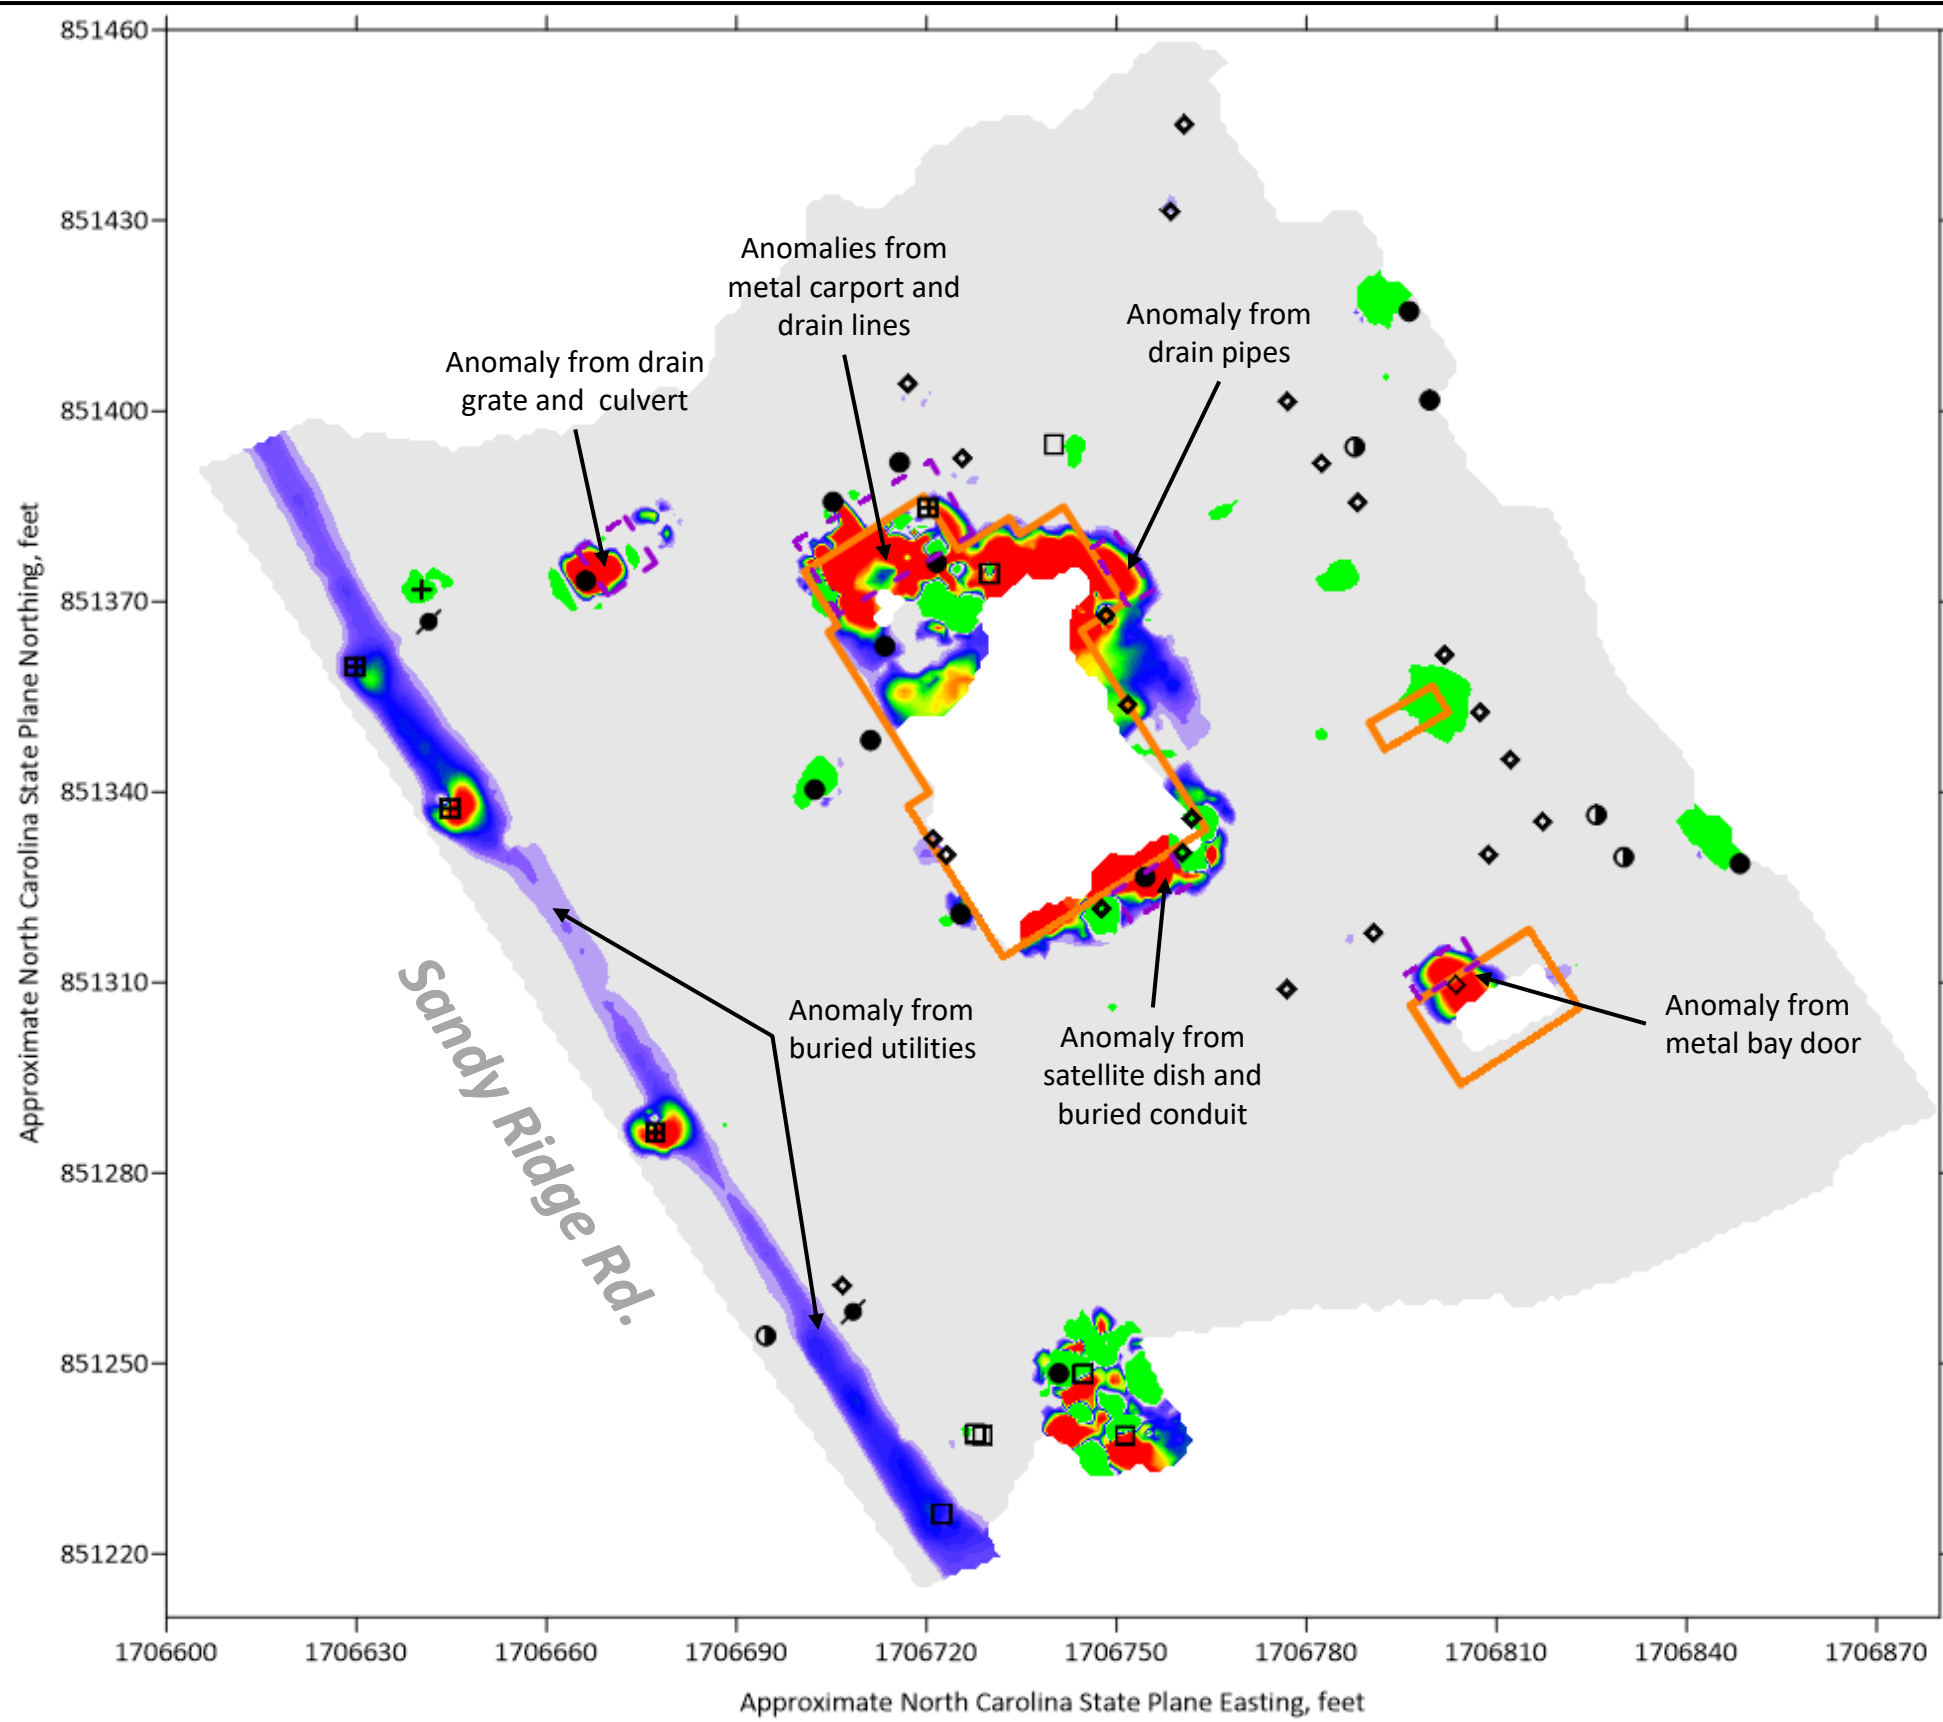 851460
851430
851400
851370
851340
851310
851280
851250
851220
Approximate North Carolina State Plane Northing, feet
Anomalies from
metal carport and
drain lines
Anomaly from
drain pipes
Anomaly from drain
grate and  culvert
Sandy Ridge Rd.
Anomaly from
buried utilities
Anomaly from
satellite dish and
buried conduit
Anomaly from
metal bay door
1706600
1706630
1706660
1706690
1706720
1706750
1706780
1706810
1706840
1706870
Approximate North Carolina State Plane Easting, feet